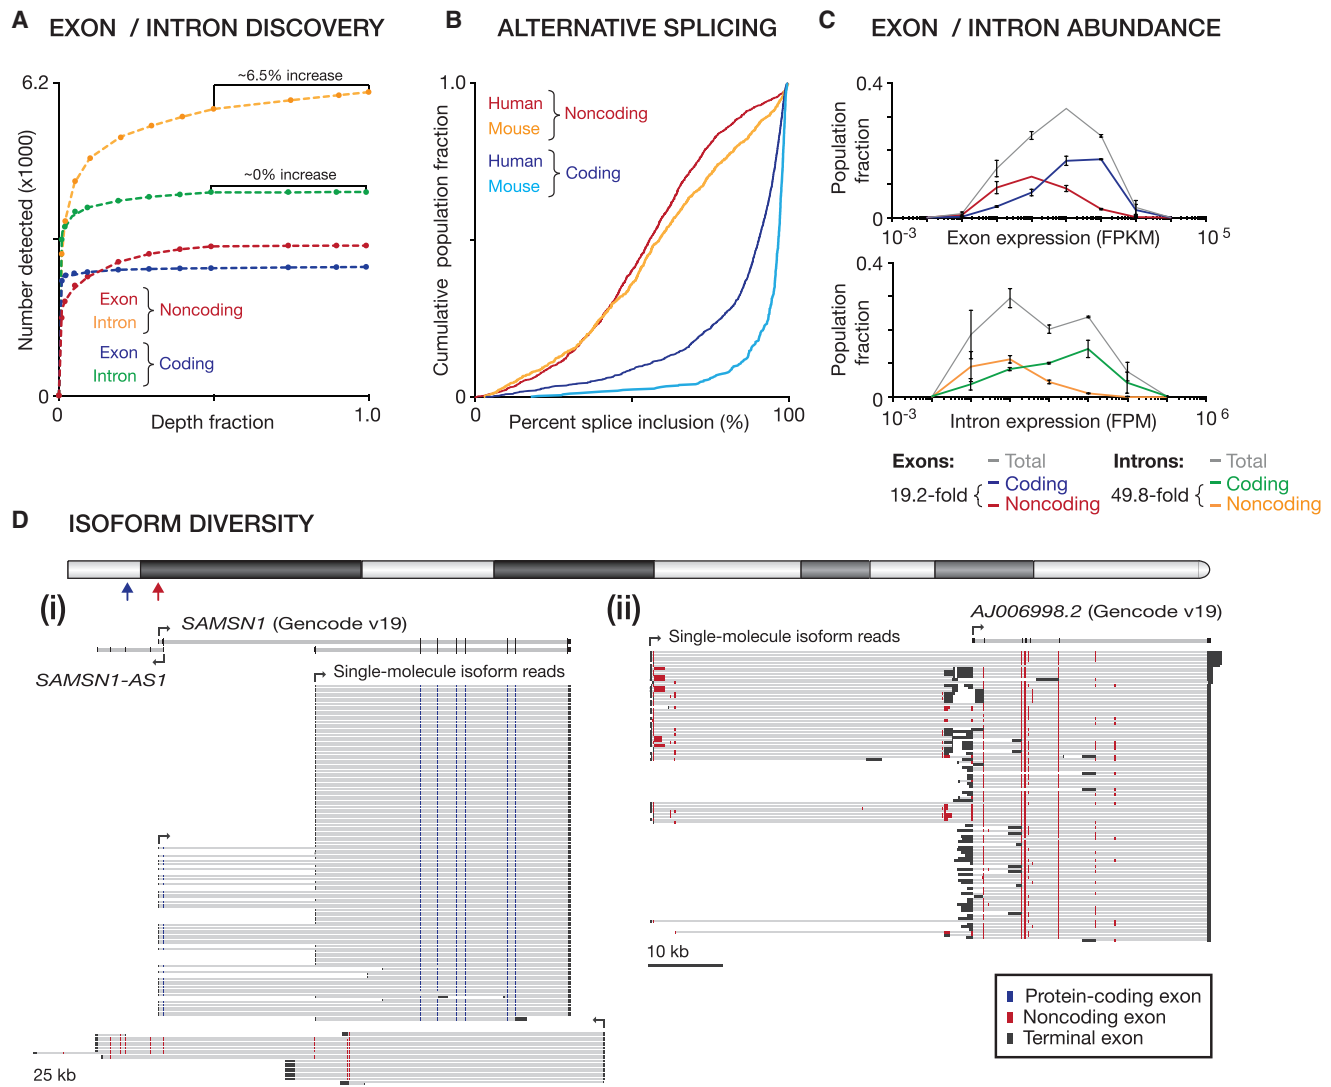 A EXON / INTRON DISCOVERY
6.2
~6.5% increase
~0% increase
Number detected (x1000)
Exon
Intron
Noncoding
Exon
Intron
Coding
0
0
1.0
Depth fraction
B ALTERNATIVE SPLICING
1.0
Human
Mouse
Noncoding
Human
Mouse
Coding
Cumulative population fraction
0
0
100
Percent splice inclusion (%)
C EXON / INTRON ABUNDANCE
0.4
Population
fraction
0
10-3
Exon expression (FPKM)
10 5
0.4
Population
fraction
0
10-3
Intron expression (FPM)
10 6
Exons:
Total
19.2-fold
Coding
Noncoding
Introns:
Total
49.8-fold
Coding
Noncoding
D ISOFORM DIVERSITY
(i)
SAMSN1 (Gencode v19)
SAMSN1-AS1
Single-molecule isoform reads
25 kb
(ii)
AJ006998.2 (Gencode v19)
Single-molecule isoform reads
10 kb
Protein-coding exon
Noncoding exon
Terminal exon